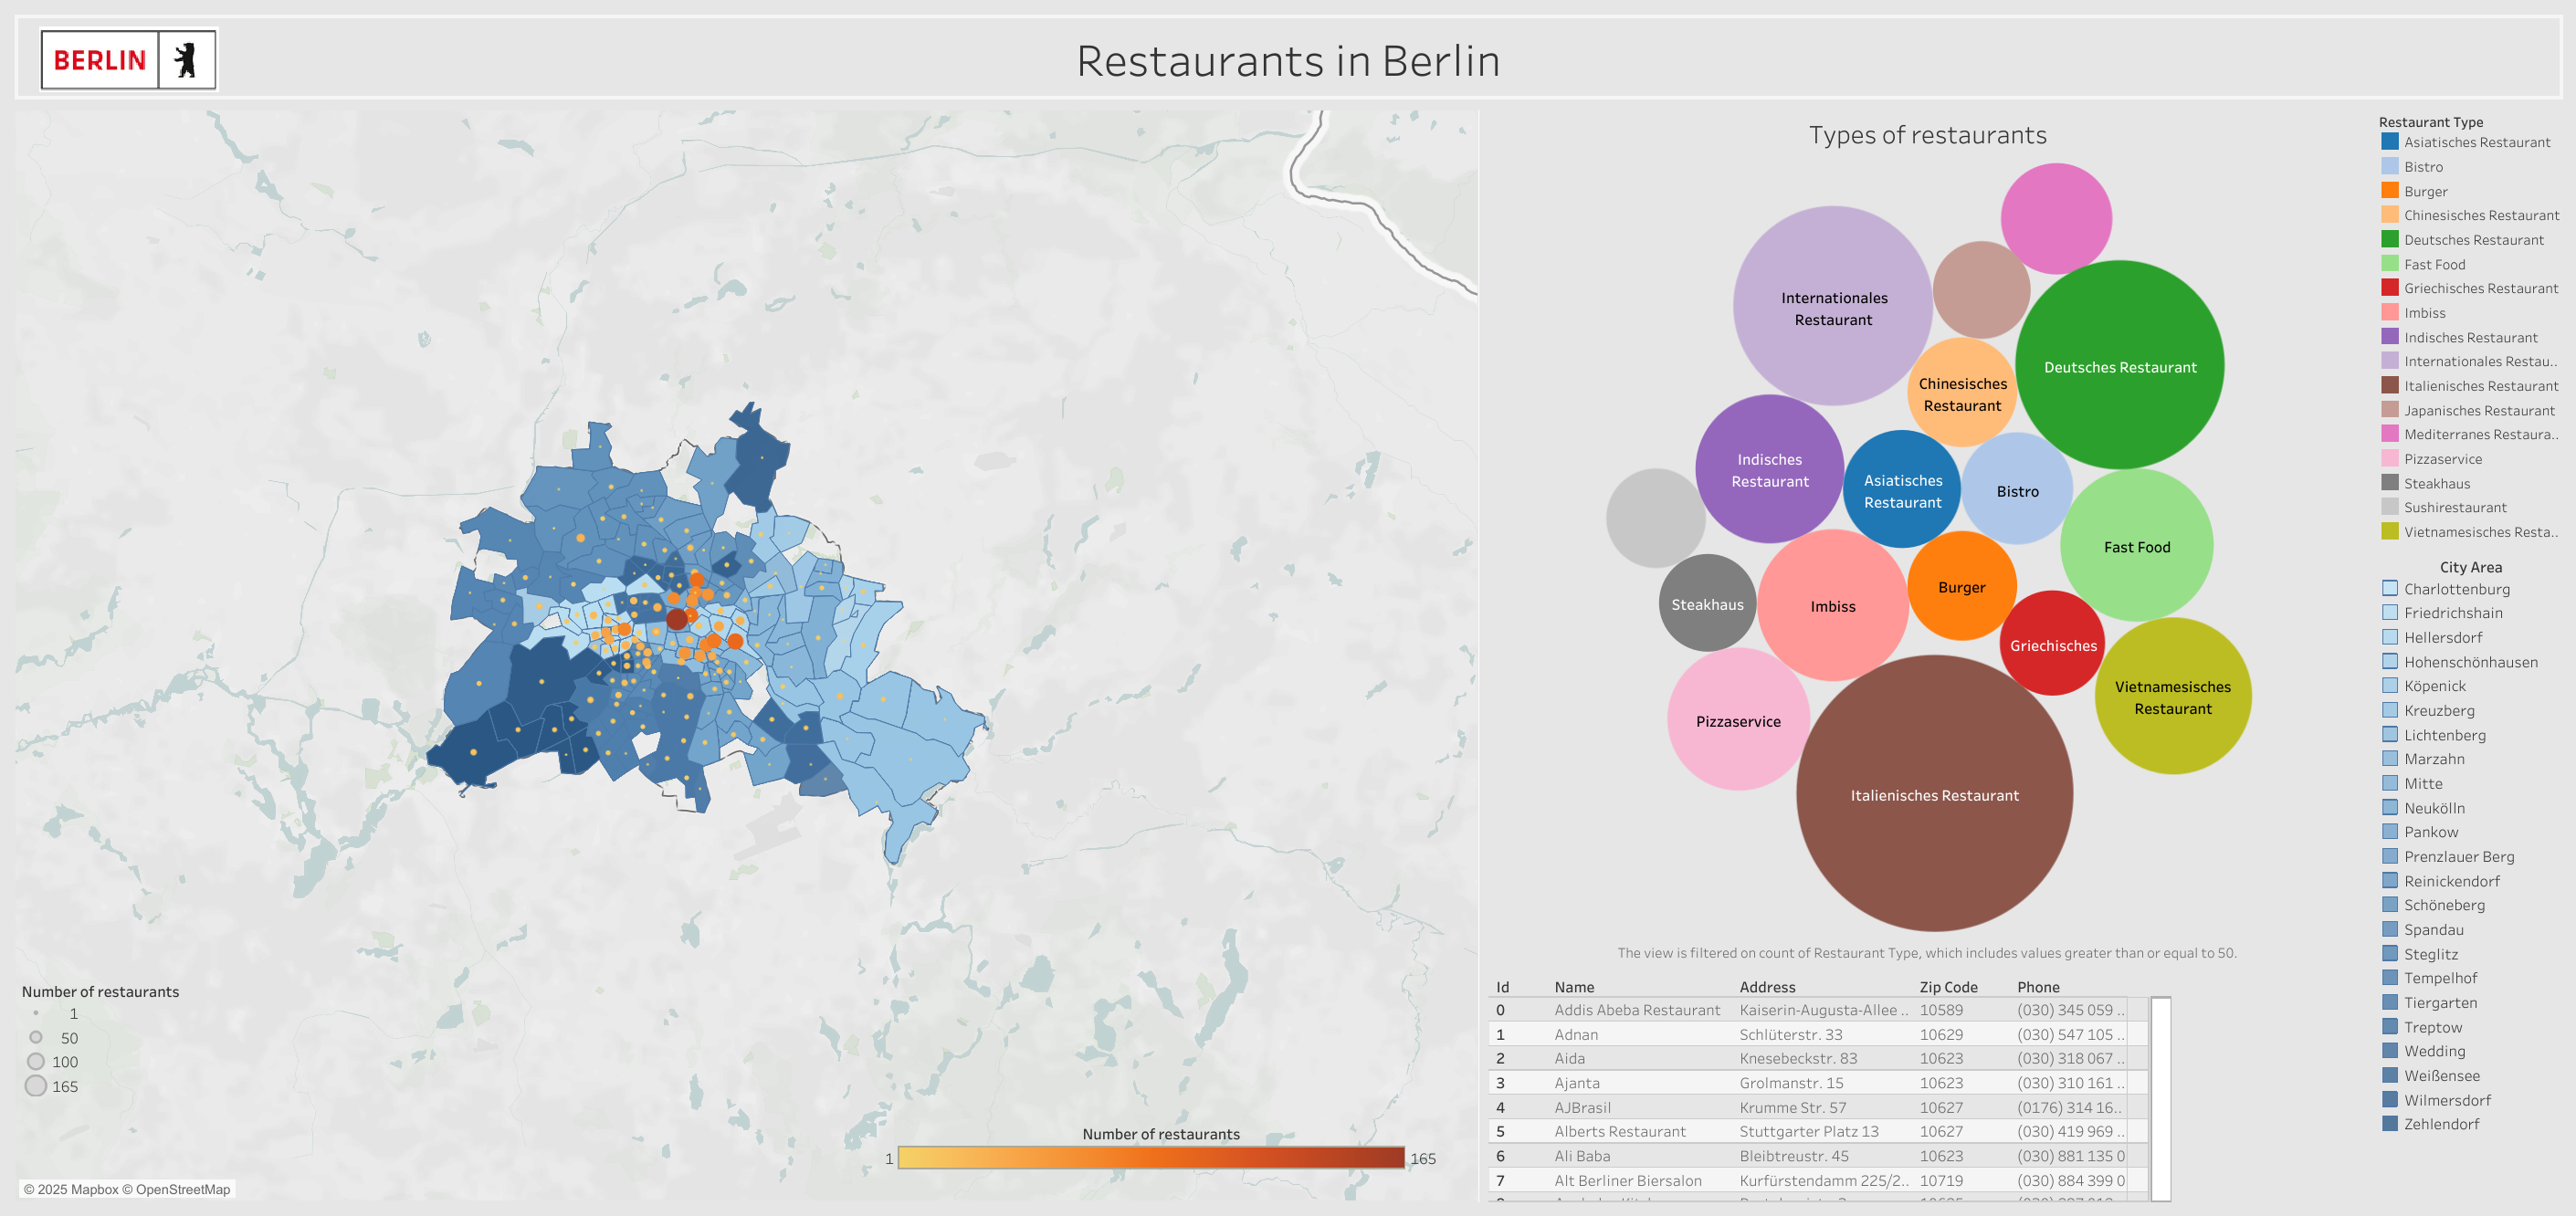 BERLIN
Restaurants in Berlin
Types of restaurants
Internationales
Restaurant
Deutsches Restaurant
Chinesisches
Restaurant
Indisches
Restaurant
Asiatisches
Restaurant
Bistro
Fast Food
Steakhaus
Imbiss
Burger
Griechisches
Vietnamesisches
Restaurant
Pizzaservice
Italienisches Restaurant
The view is filtered on count of Restaurant Type, which includes values greater than or equal to 50.
Restaurant Type
Asiatisches Restaurant
Bistro
Burger
Chinesisches Restaurant
Deutsches Restaurant
Fast Food
Griechisches Restaurant
Imbiss
Indisches Restaurant
Internationales Restau..
Italienisches Restaurant
Japanisches Restaurant
Mediterranes Restaura..
Pizzaservice
Steakhaus
Sushirestaurant
Vietnamesisches Resta..
City Area
Charlottenburg
Friedrichshain
Hellersdorf
Hohenschönhausen
Köpenick
Kreuzberg
Lichtenberg
Marzahn
Mitte
Neukölln
Pankow
Prenzlauer Berg
Reinickendorf
Schöneberg
Spandau
Steglitz
Tempelhof
Tiergarten
Treptow
Wedding
Weißensee
Wilmersdorf
Zehlendorf
Number of restaurants
1
50
100
165
Number of restaurants
1 165
© 2025 Mapbox © OpenStreetMap
Id Name Address Zip Code Phone
0 Addis Abeba Restaurant Kaiserin-Augusta-Allee .. 10589 (030) 345 059 ..
1 Adnan Schlüterstr. 33 10629 (030) 547 105 ..
2 Aida Knesebeckstr. 83 10623 (030) 318 067 ..
3 Ajanta Grolmanstr. 15 10623 (030) 310 161 ..
4 AJBrasil Krumme Str. 57 10627 (0176) 314 16..
5 Alberts Restaurant Stuttgarter Platz 13 10627 (030) 419 969 ..
6 Ali Baba Bleibtreustr. 45 10623 (030) 881 135 0
7 Alt Berliner Biersalon Kurfürstendamm 225/2.. 10719 (030) 884 399 0